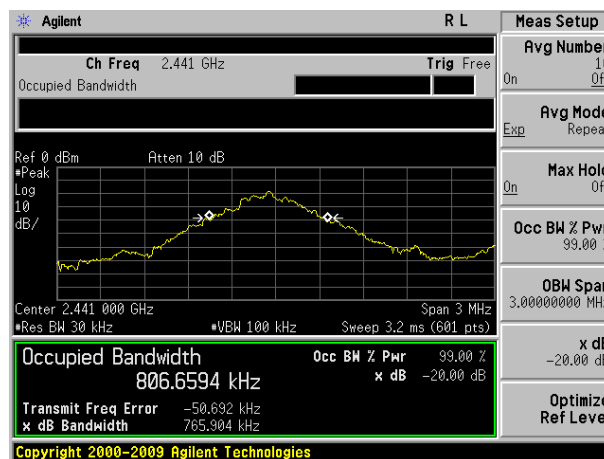 Agilent R L Meas Setup
Ch Freq 2.441 GHz Trig Free
Occupied Bandwidth
Ref 0 dBm Atten 10 dB
#Peak
Log
10
dB/
Center 2.441 000 GHz Span 3 MHz
#Res BW 30 kHz #VBW 100 kHz Sweep 3.2 ms (601 pts)
Occupied Bandwidth Occ BW % Pwr 99.00 %
806.6594 kHz x dB -20.00 dB
Transmit Freq Error -50.692 kHz
x dB Bandwidth 765.904 kHz
Avg Number
On
Avg Mode
Exp Repeat
Max Hold
On
Occ BW % Pwr
99.00
OBW Span
3.00000000 MHz
x dB
-20.00 dB
Optimize
Ref Level
Copyright 2000-2009 Agilent Technologies